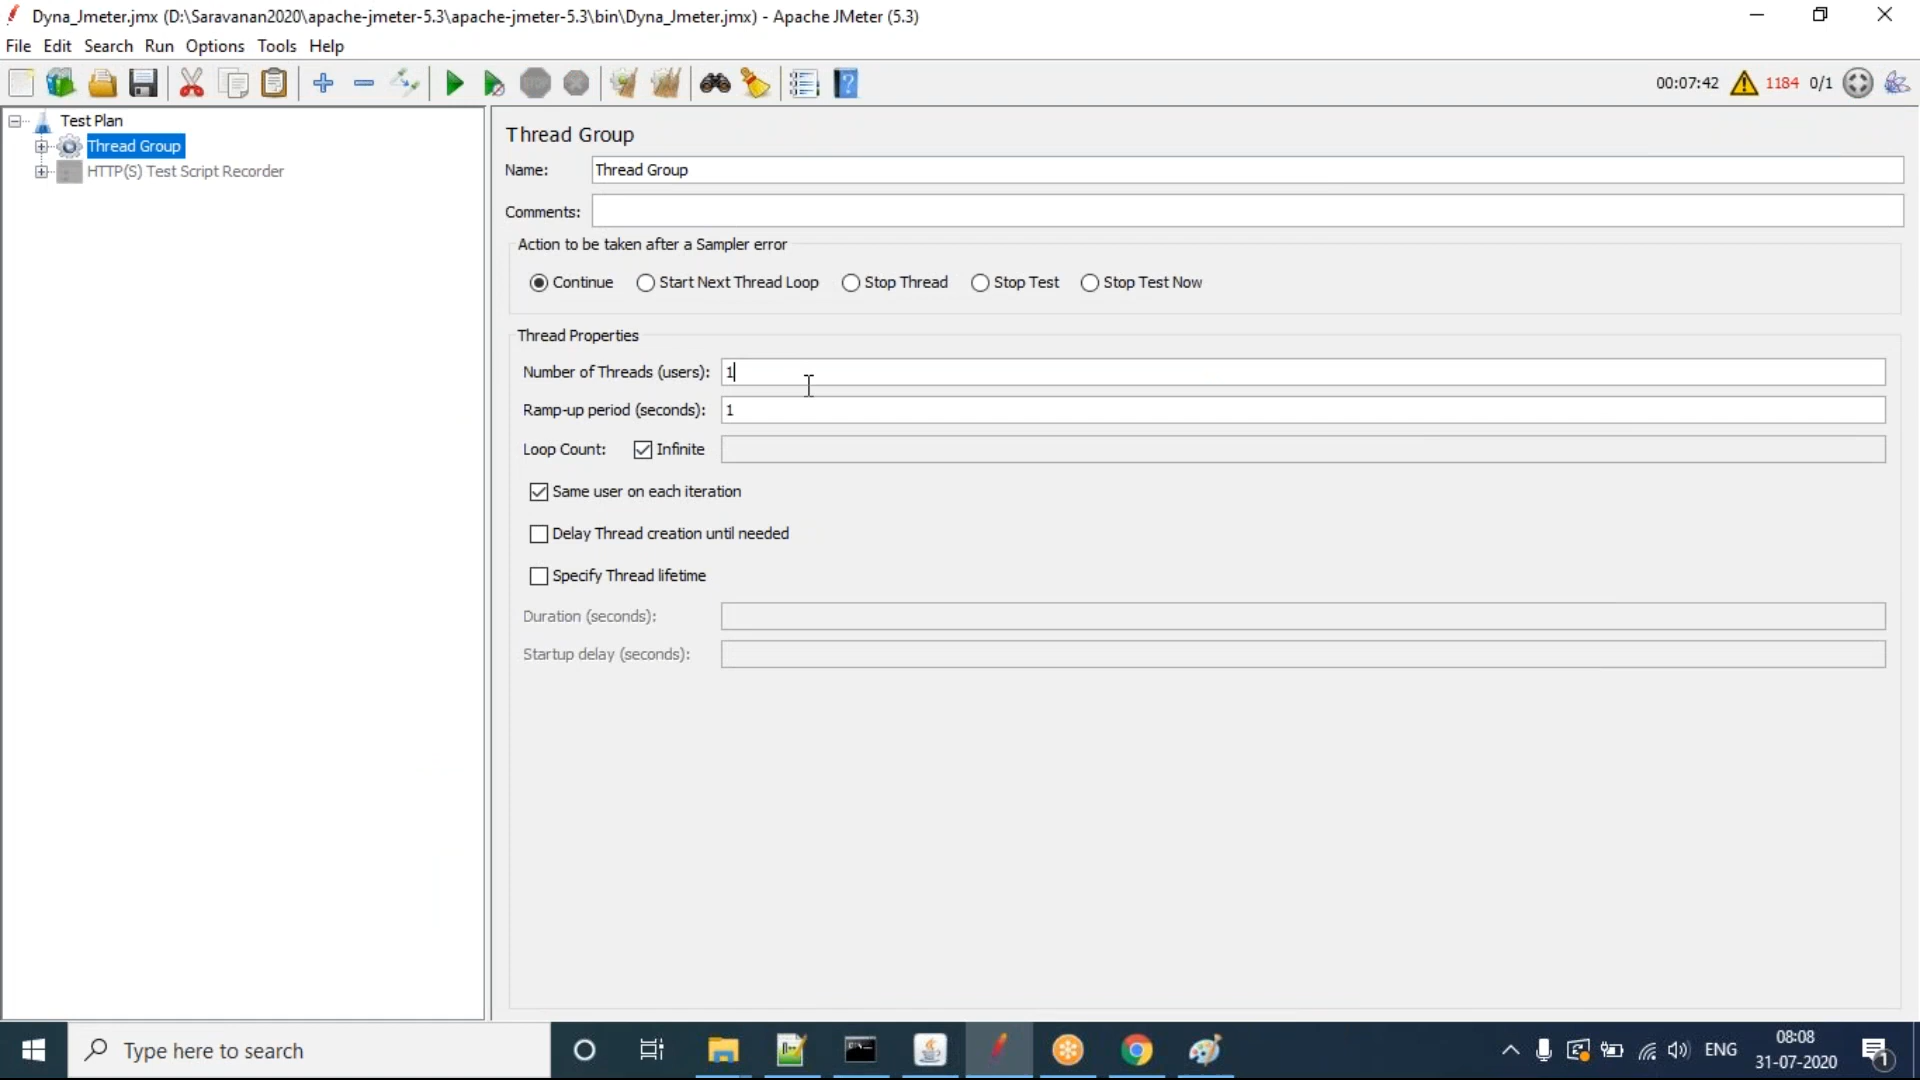 Dyna_Jmeter.jmx (D:\Saravanan2020\apache-jmeter-5.3\apache-jmeter-5.3\bin\Dyna_Jmeter.jmx) - Apache JMeter (5.3)
File Edit Search Run Options Tools Help
STOP
00:07:42 1184 0/1
Test Plan
Thread Group
HTTP(S) Test Script Recorder
Thread Group
Name: Thread Group
Comments:
Action to be taken after a Sampler error
Continue Start Next Thread Loop Stop Thread Stop Test Stop Test Now
Thread Properties
Number of Threads (users): 1
Ramp-up period (seconds): 1
Loop Count: Infinite
Same user on each iteration
Delay Thread creation until needed
Specify Thread lifetime
Duration (seconds):
Startup delay (seconds):
Type here to search
ENG
08:08
31-07-2020
1